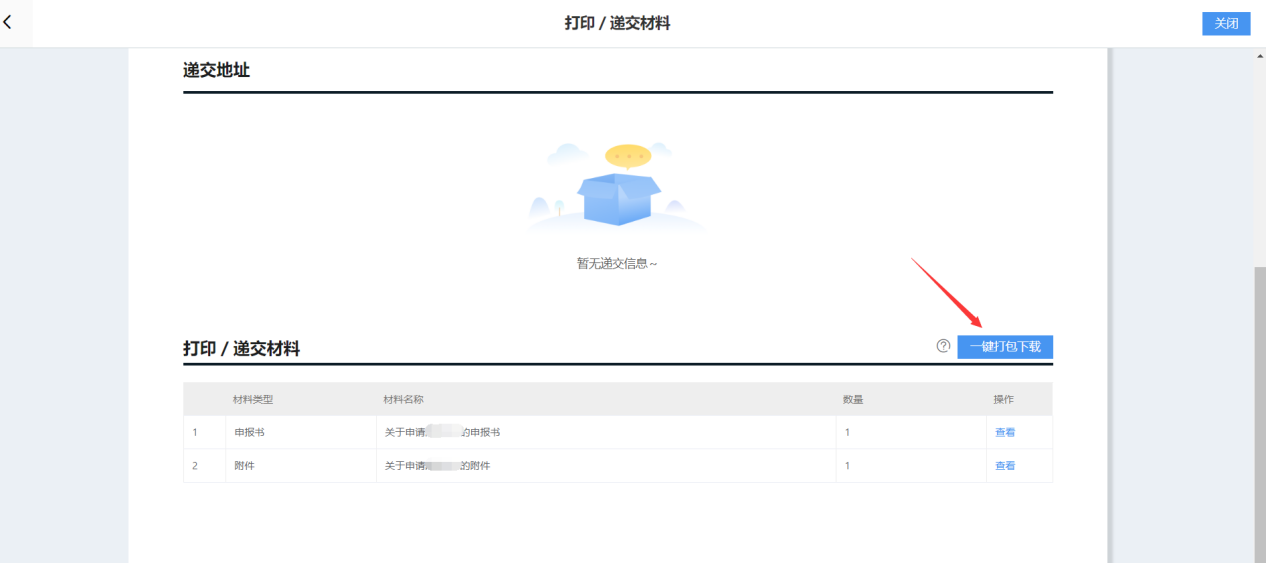 打印 / 递交材料
关闭
递交地址
暂无递交信息~
打印 / 递交材料
一键打包下载
材料类型 材料名称 数量 操作
1 申报书 关于申请 的申报书 1 查看
2 附件 关于申请 的附件 1 查看